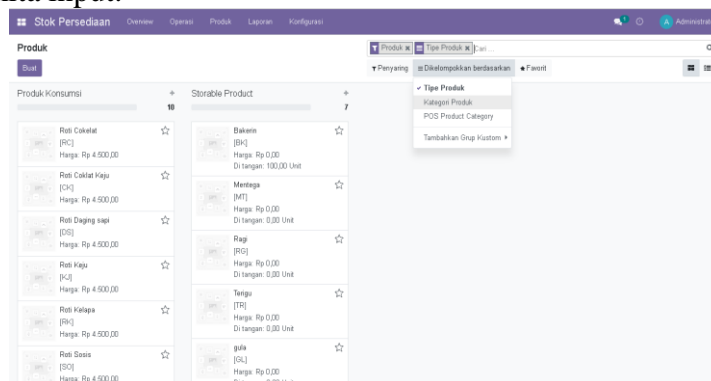 Stok Persediaan Overview Operasi Produk Laporan Konfigurasi
A Administrat
Produk
Produk × Tipe Produk × Cari...
Buat
Penyaring Dikelompokkan berdasarkan Favorit
Tipe Produk
Katagori Produk
POS Product Category
Tambahkan Grup Kustom
Produk Konsumsi +
10
Roti Cokelat
[RC]
Harga: Rp 4.500,00
Roti Coklat Keju
[CK]
Harga: Rp 4.500,00
Roti Daging sapi
[DS]
Harga: Rp 4.500,00
Roti Keju
[KJ]
Harga: Rp 4.500,00
Roti Kelapa
[RK]
Harga: Rp 4.500,00
Roti Sosis
[SO]
Harga: Rp 4.500,00
Storable Product +
7
Bakerin
[BK]
Harga: Rp 0,00
Di tangan: 100,00 Unit
Mentega
[MT]
Harga: Rp 0,00
Di tangan: 0,00 Unit
Ragi
[RG]
Harga: Rp 0,00
Di tangan: 0,00 Unit
Terigu
[TR]
Harga: Rp 0,00
Di tangan: 0,00 Unit
gula
[GL]
Harga: Rp 0,00